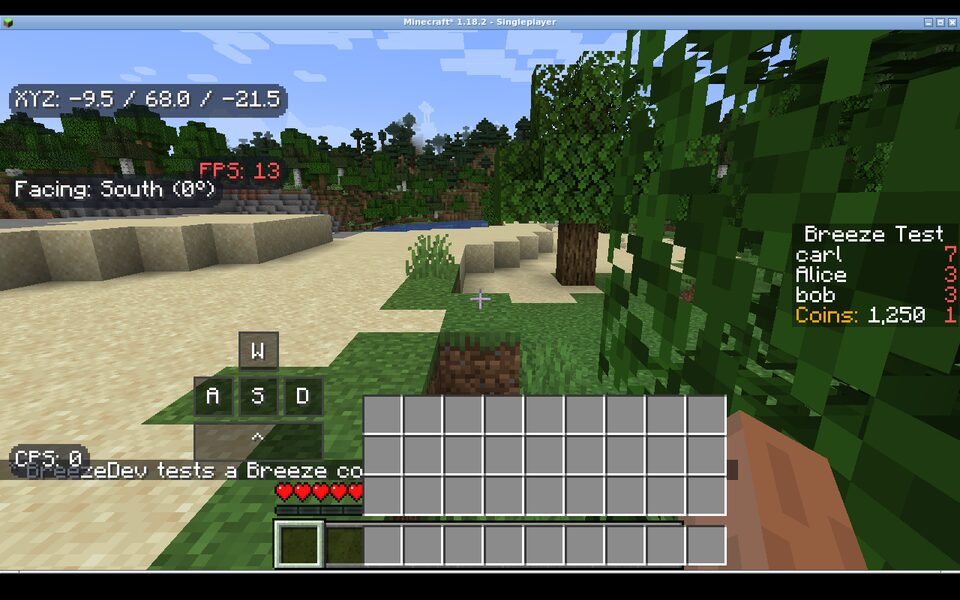 Minecraft* 1.18.2 - Singleplayer
XYZ: -9.5 / 68.0 / -21.5
FPS: 13
Facing: South (0°)
Breeze Test
carl 7
Alice 3
bob 3
Coins: 1,250 1
W
A S D
^
CPS: 0
BreezeDev tests a Breeze co